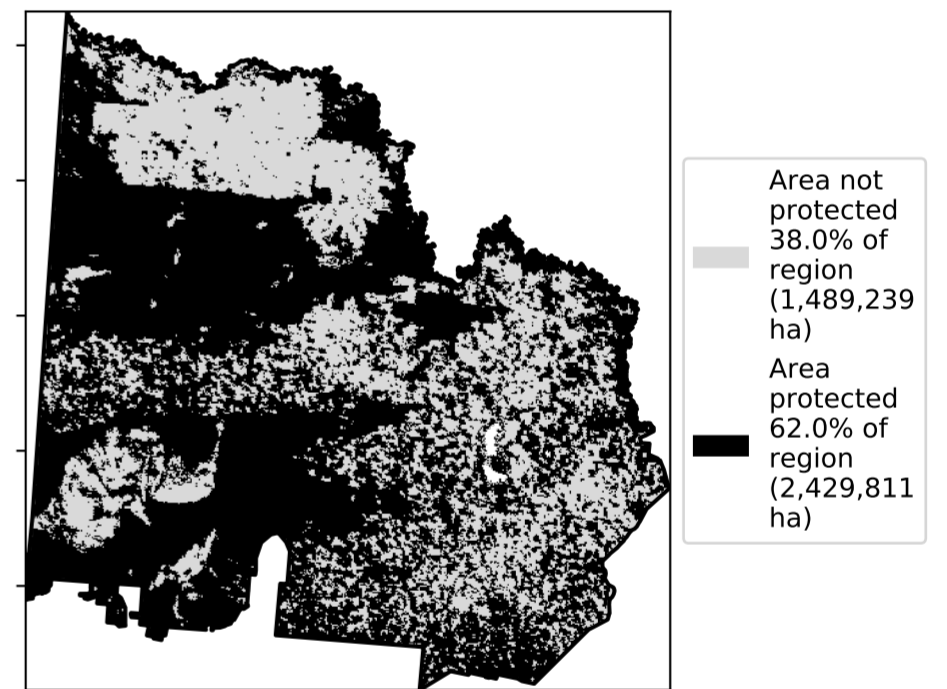 Area not
protected
38.0% of
region
(1,489,239
ha)
Area
protected
62.0% of
region
(2,429,811
ha)